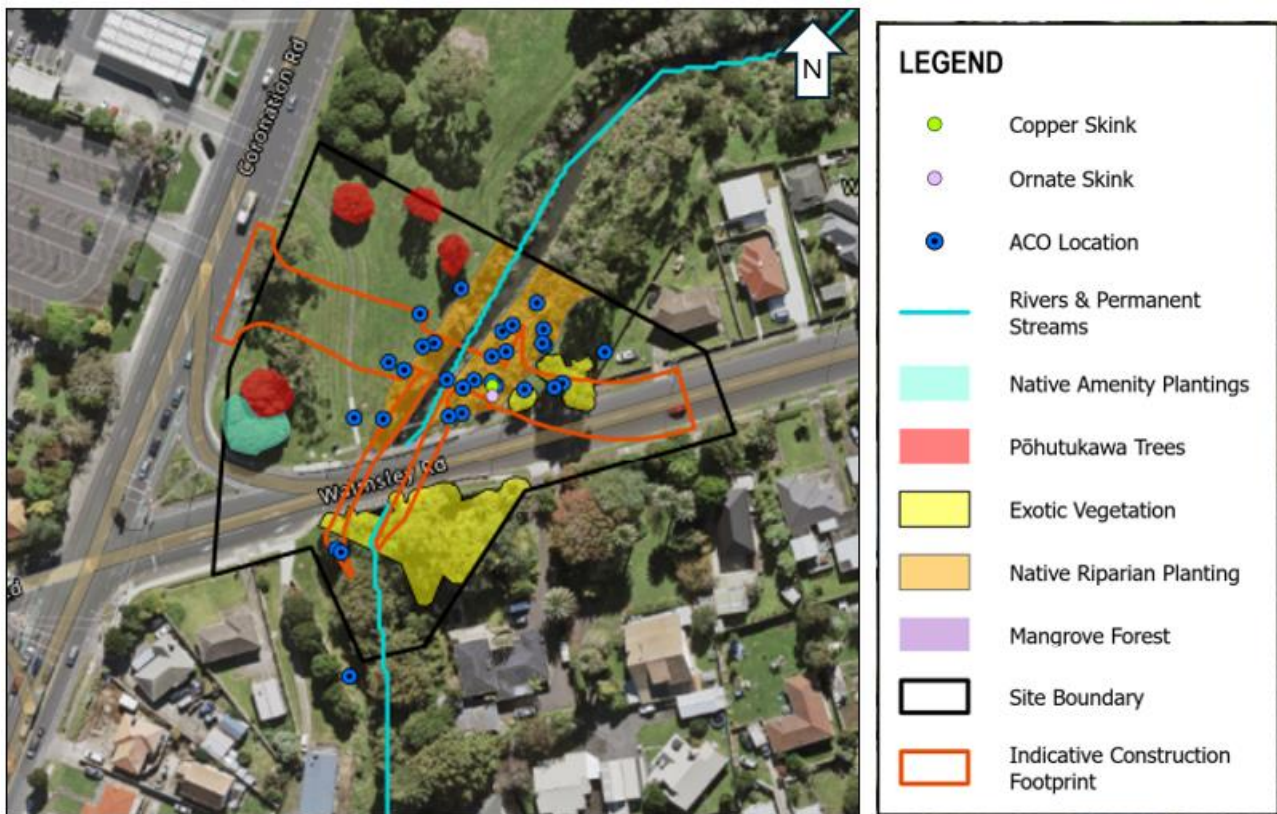 Coronation Rd
N
W
Walmsley Rd
d
LEGEND
Copper Skink
Ornate Skink
ACO Location
Rivers & Permanent
Streams
Native Amenity Plantings
Pōhutukawa Trees
Exotic Vegetation
Native Riparian Planting
Mangrove Forest
Site Boundary
Indicative Construction
Footprint